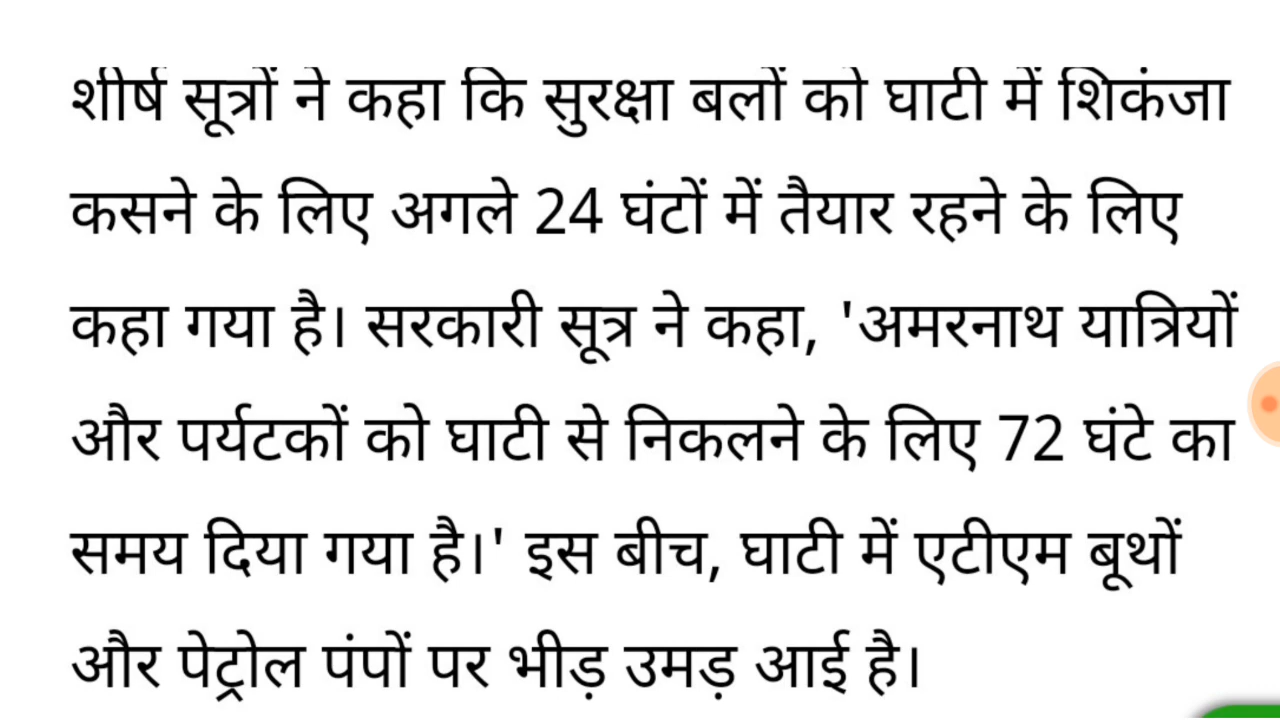 शीर्ष सूत्रों ने कहा कि सुरक्षा बलों को घाटी में शिकंजा
कसने के लिए अगले 24 घंटों में तैयार रहने के लिए
कहा गया है। सरकारी सूत्र ने कहा, 'अमरनाथ यात्रियों
और पर्यटकों को घाटी से निकलने के लिए 72 घंटे का
समय दिया गया है।' इस बीच, घाटी में एटीएम बूथों
और पेट्रोल पंपों पर भीड़ उमड़ आई है।